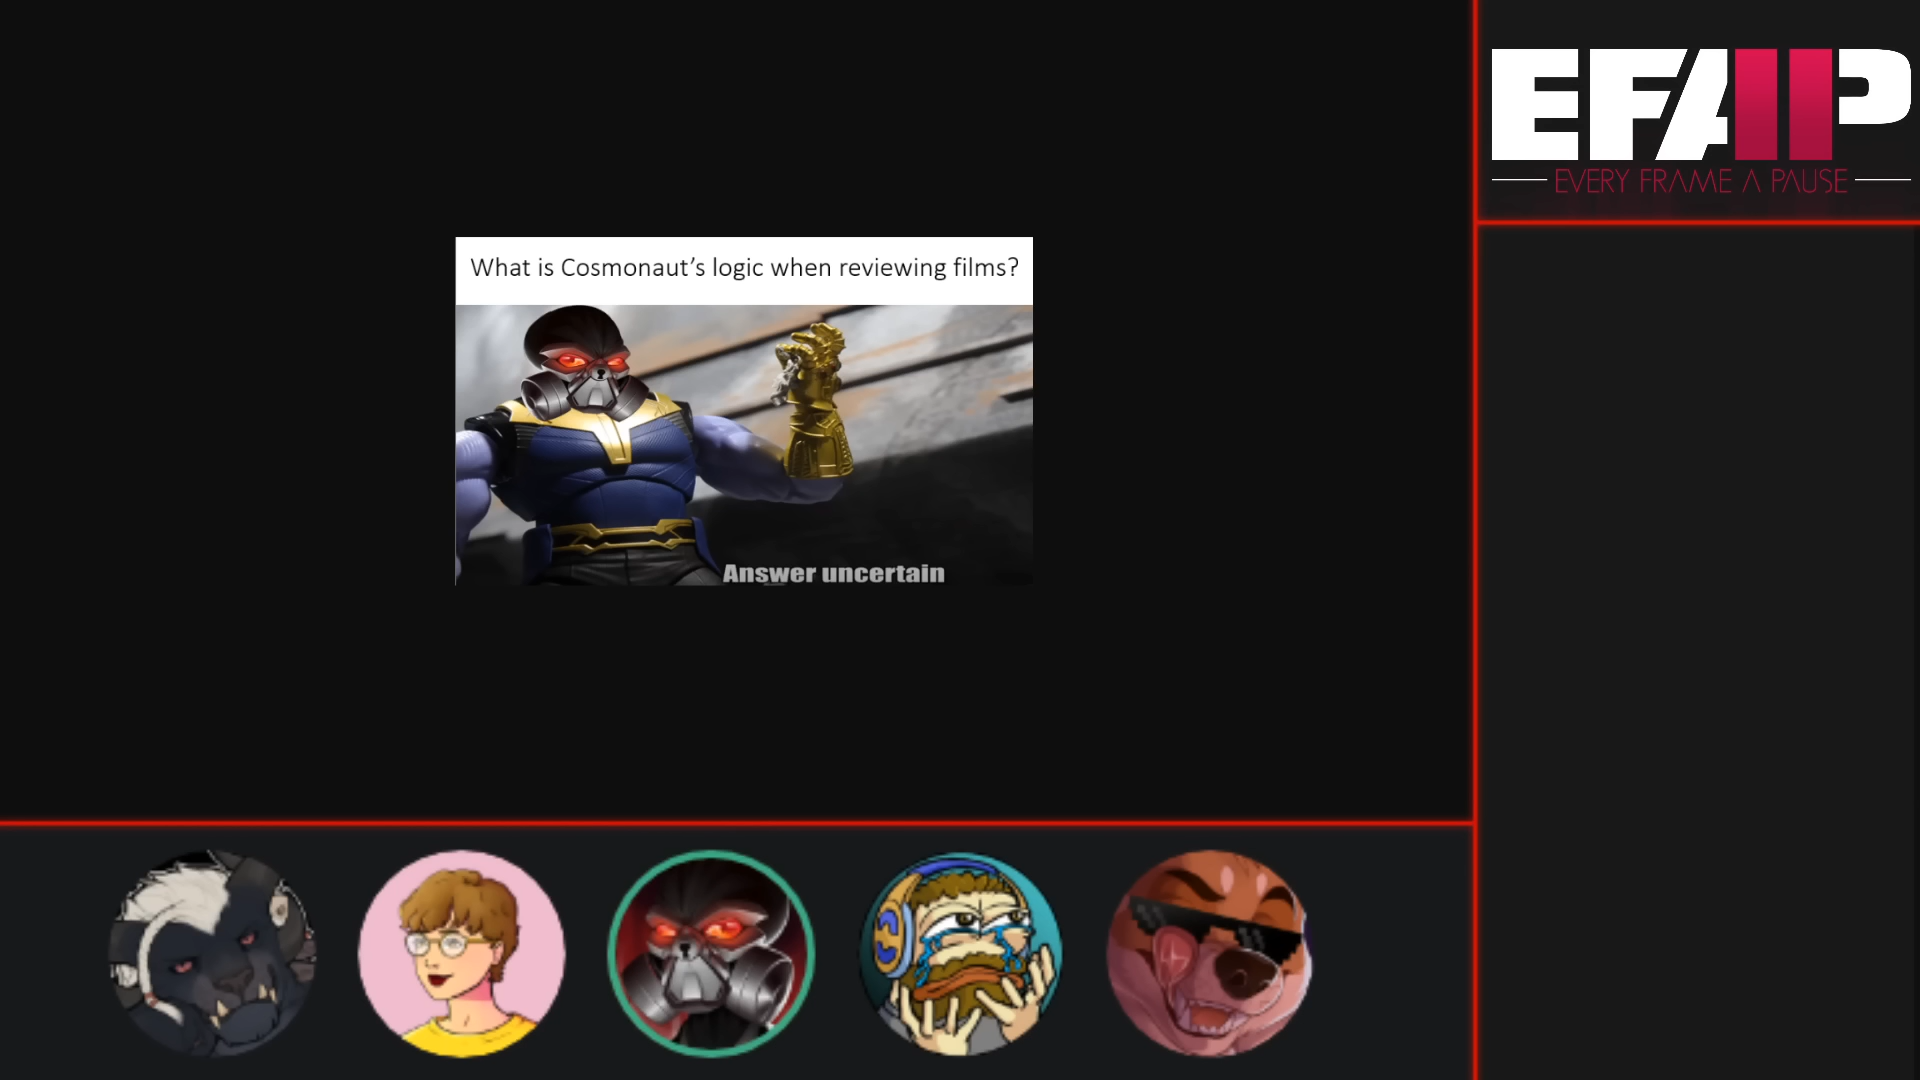 What is Cosmonaut's logic when reviewing films?
Answer uncertain
EFAP
EVERY FRAME A PAUSE